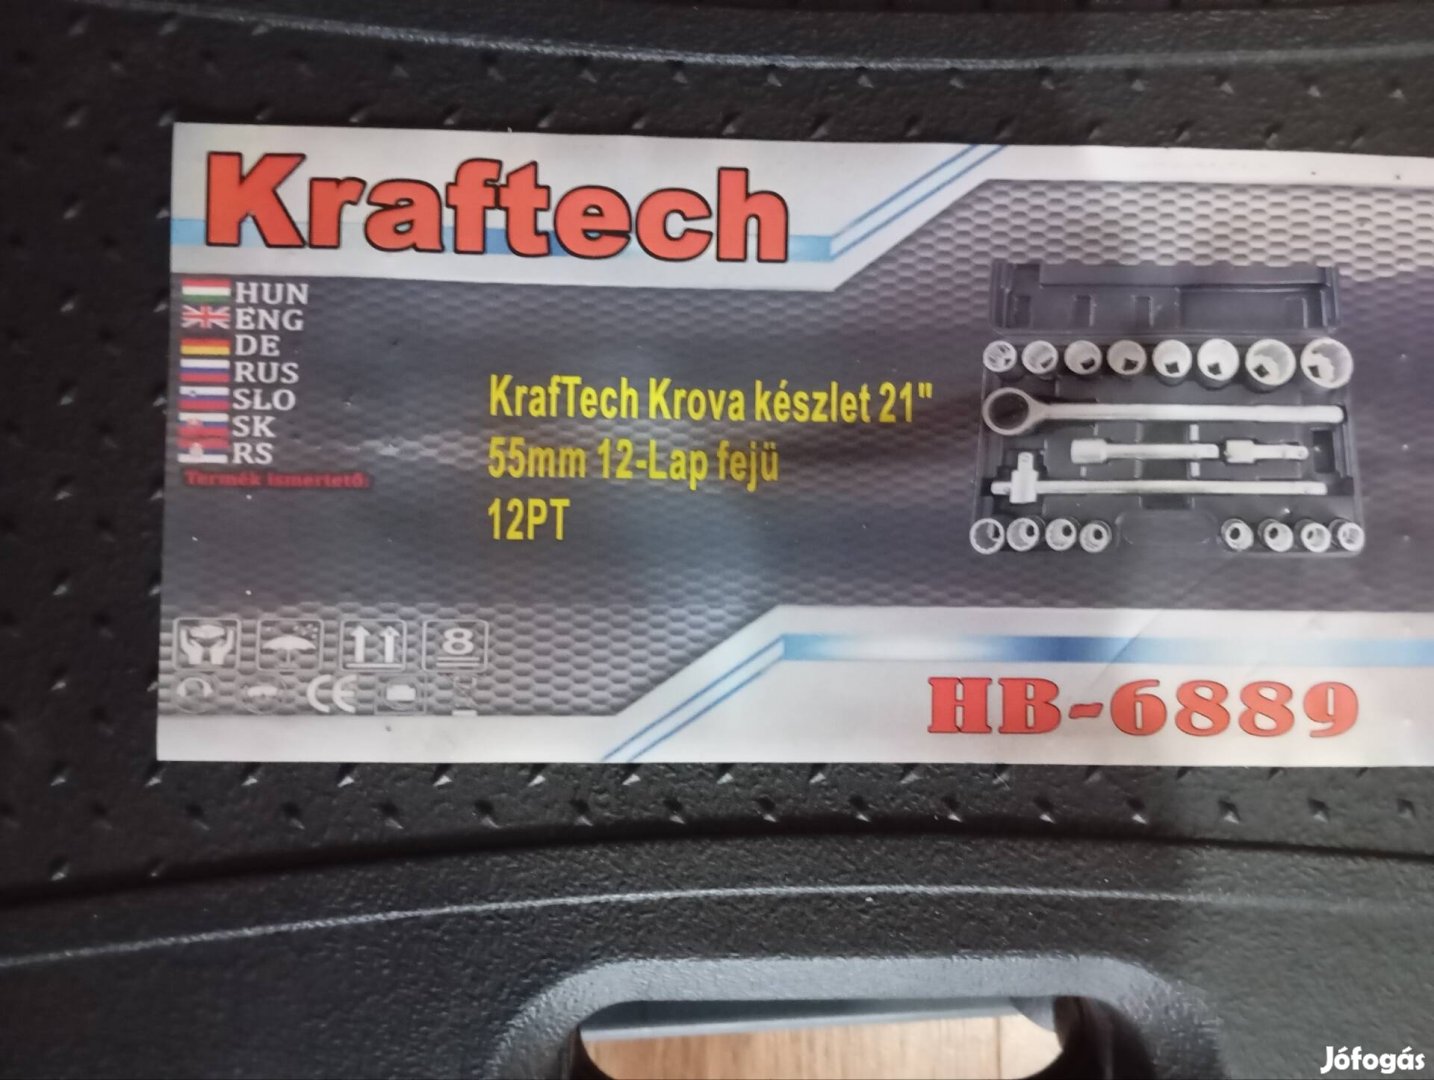 Kraftech
HUN
ENG
DE
RUS
SLO
SK
RS
Termék ismertető:
KrafTech Krova készlet 21"
55mm 12-Lap fejü
12PT
8
CE
HB-6889
Jófogás